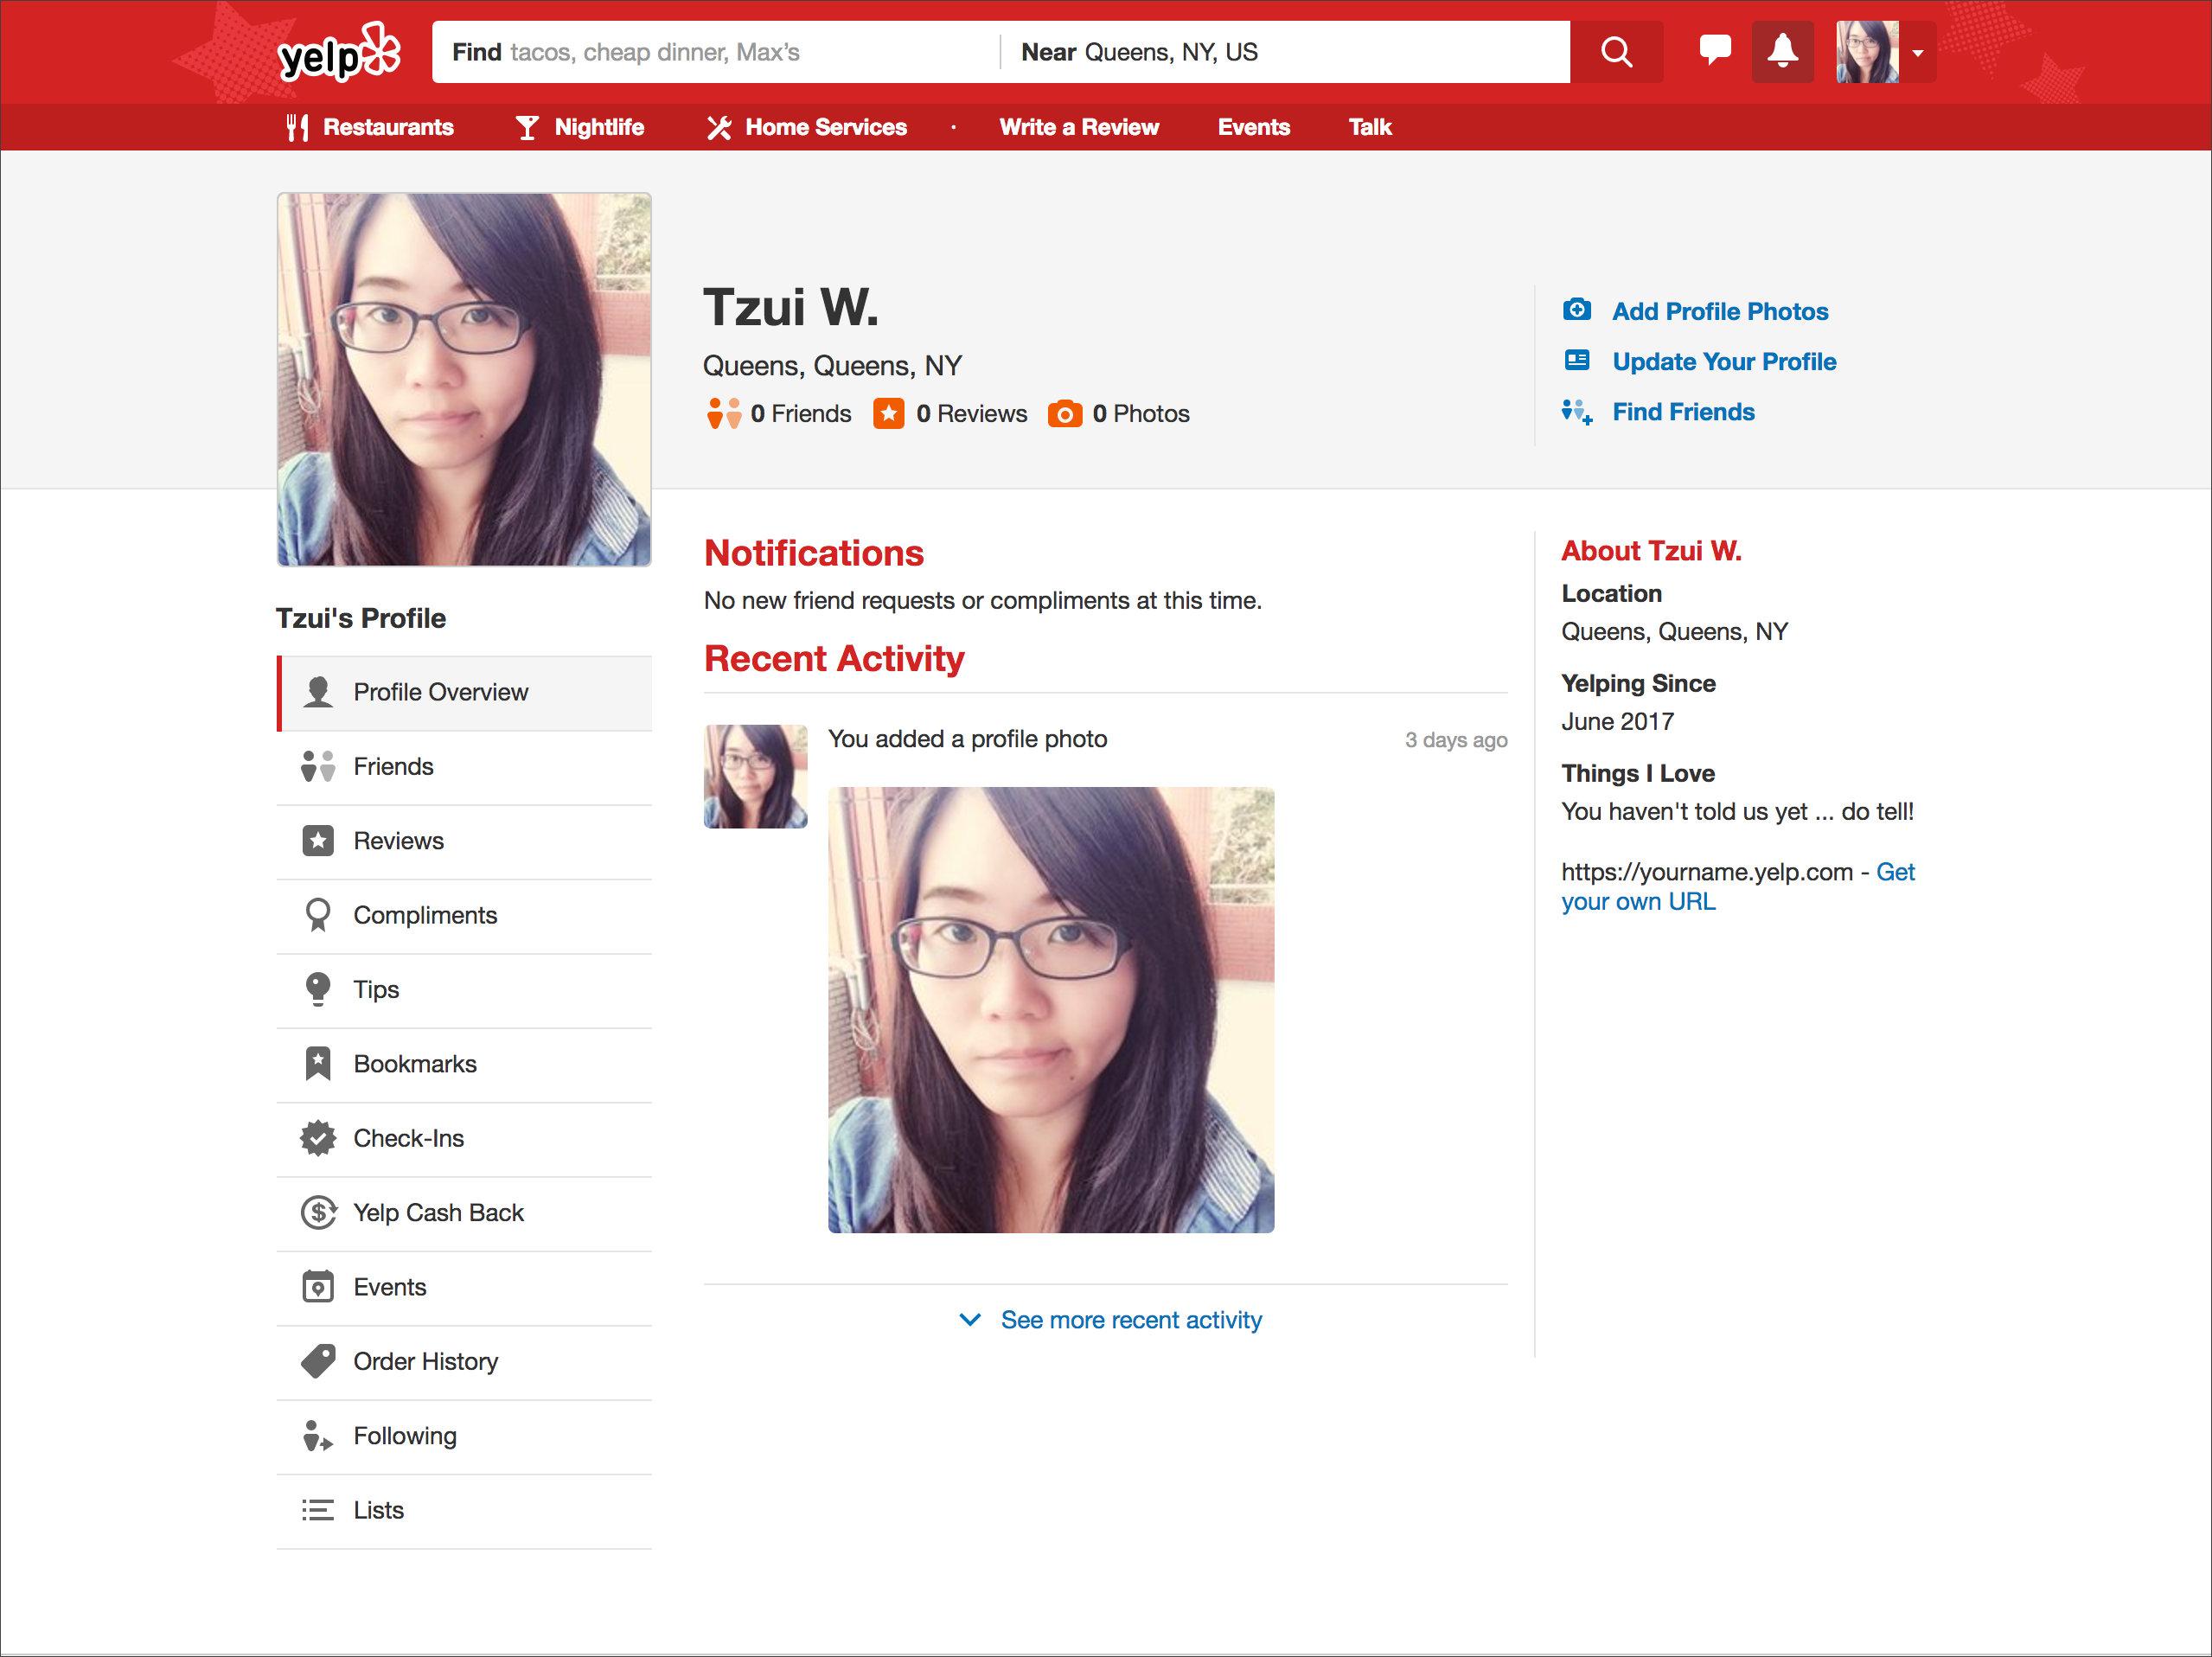 yelp
Find tacos, cheap dinner, Max’s
Near Queens, NY, US
Restaurants
Nightlife
Home Services
·
Write a Review
Events
Talk
Tzui W.
Queens, Queens, NY
0 Friends 0 Reviews 0 Photos
Add Profile Photos
Update Your Profile
Find Friends
Tzui's Profile
Profile Overview
Friends
Reviews
Compliments
Tips
Bookmarks
Check-Ins
Yelp Cash Back
Events
Order History
Following
Lists
Notifications
No new friend requests or compliments at this time.
Recent Activity
You added a profile photo
3 days ago
See more recent activity
About Tzui W.
Location
Queens, Queens, NY
Yelping Since
June 2017
Things I Love
You haven't told us yet ... do tell!
https://yourname.yelp.com - Get
your own URL